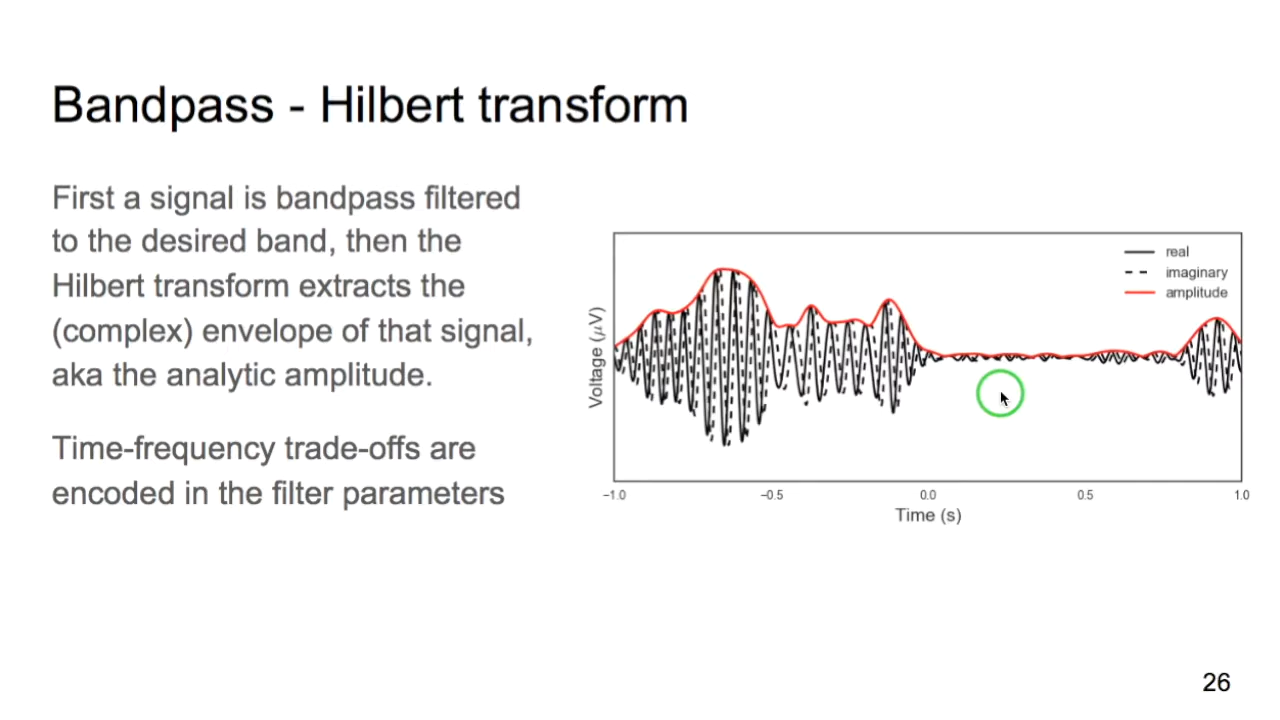 Bandpass - Hilbert transform
First a signal is bandpass filtered
to the desired band, then the
Hilbert transform extracts the
(complex) envelope of that signal,
aka the analytic amplitude.
Time-frequency trade-offs are
encoded in the filter parameters
real
imaginary
amplitude
Voltage (μV)
−1.0 −0.5 0.0 0.5 1.0
Time (s)
26